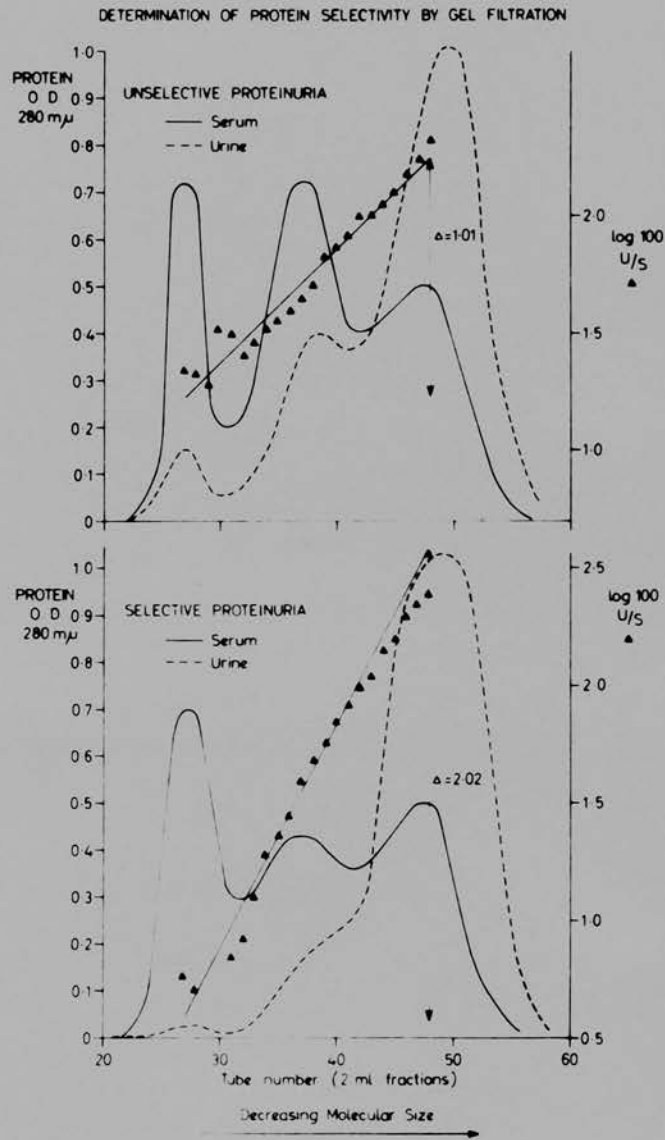 DETERMINATION OF PROTEIN SELECTIVITY BY GEL FILTRATION
PROTEIN
O D
280 mµ
1·0
0·9
0·8
0·7
0·6
0·5
0·4
0·3
0·2
0·1
0
UNSELECTIVE PROTEINURIA
Serum
Urine
Δ=1·01
2·0
1·5
1·0
log 100
U/S
PROTEIN
O D
280 mµ
1·0
0·9
0·8
0·7
0·6
0·5
0·4
0·3
0·2
0·1
0
SELECTIVE PROTEINURIA
Serum
Urine
Δ=2·02
2·5
2·0
1·5
1·0
0·5
log 100
U/S
20 30 40 50 60
Tube number (2 ml fractions)
Decreasing Molecular Size